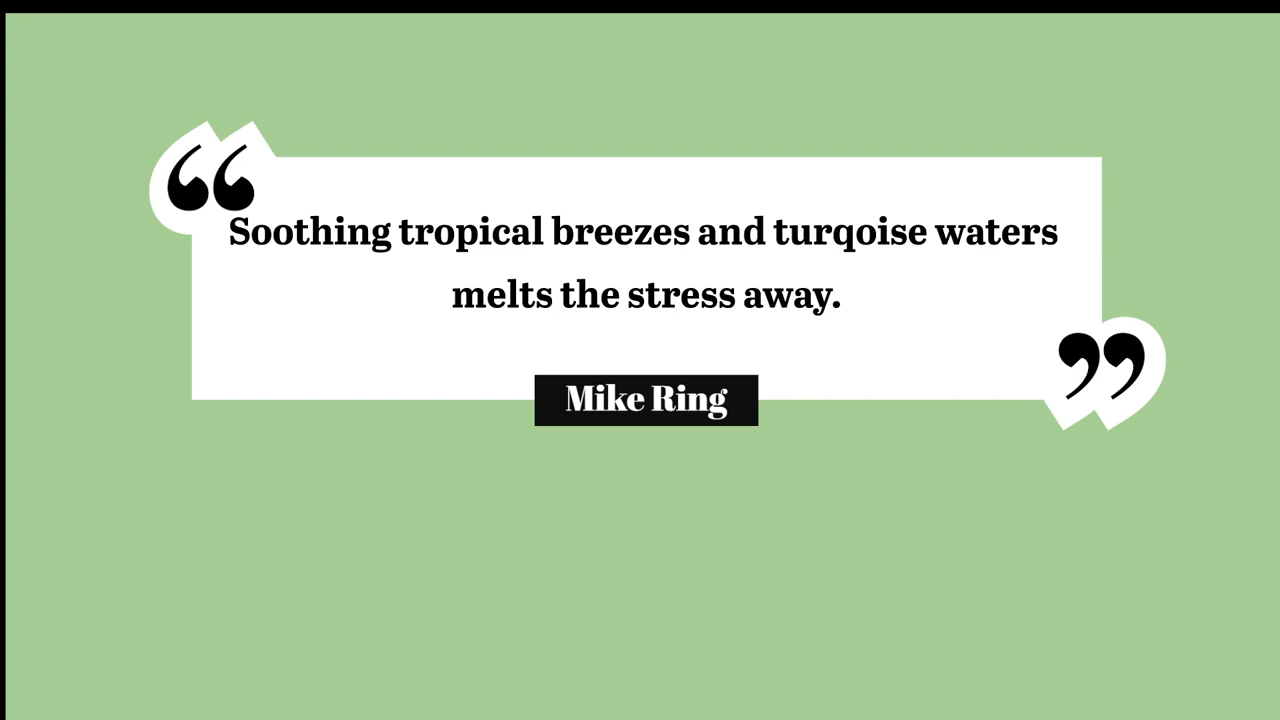 “
Soothing tropical breezes and turqoise waters
melts the stress away.
”
Mike Ring